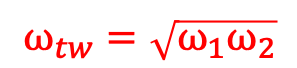 ω_tw = √ω₁ω₂